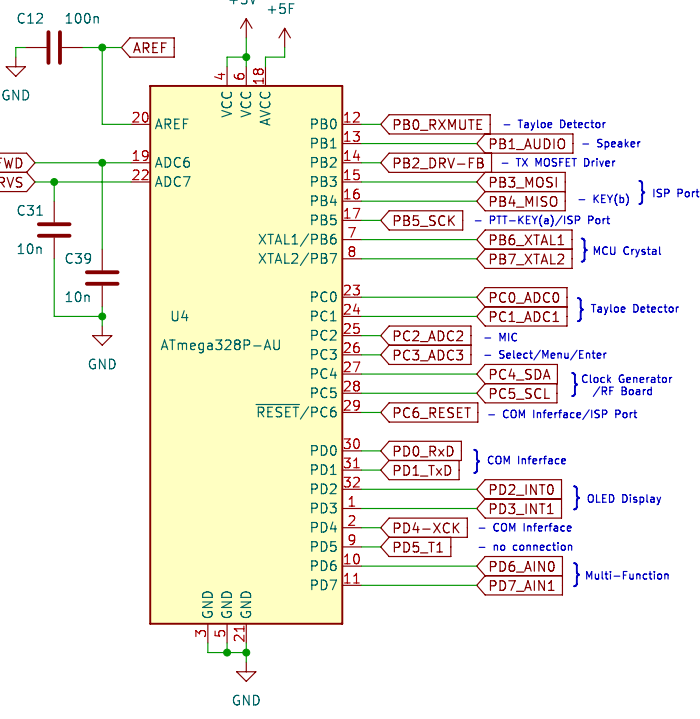 C12 100n
+5F
AREF
GND
4
6
18
VCC
VCC
AVCC
20 AREF
19 ADC6
22 ADC7
C31
10n
C39
10n
GND
U4
ATmega328P-AU
PB0 12 PB0_RXMUTE - Tayloe Detector
PB1 13 PB1_AUDIO - Speaker
PB2 14 PB2_DRV-FB - TX MOSFET Driver
PB3 15 PB3_MOSI
ISP Port
PB4 16 PB4_MISO - KEY(b)
PB5 17 PB5_SCK - PTT-KEY(a)/ISP Port
XTAL1/PB6 7 PB6_XTAL1
MCU Crystal
XTAL2/PB7 8 PB7_XTAL2
PC0 23 PC0_ADC0
Tayloe Detector
PC1 24 PC1_ADC1
PC2 25 PC2_ADC2 - MIC
PC3 26 PC3_ADC3 - Select/Menu/Enter
PC4 27 PC4_SDA
Clock Generator
/RF Board
PC5 28 PC5_SCL
RESET/PC6 29 PC6_RESET - COM Interface/ISP Port
PD0 30 PD0_RxD
COM Inferface
PD1 31 PD1_TxD
PD2 32 PD2_INT0
OLED Display
PD3 1 PD3_INT1
PD4 2 PD4-XCK - COM Inferface
PD5 9 PD5_T1 - no connection
PD6 10 PD6_AIN0
Multi-Function
PD7 11 PD7_AIN1
GND
GND
GND
3
5
21
GND